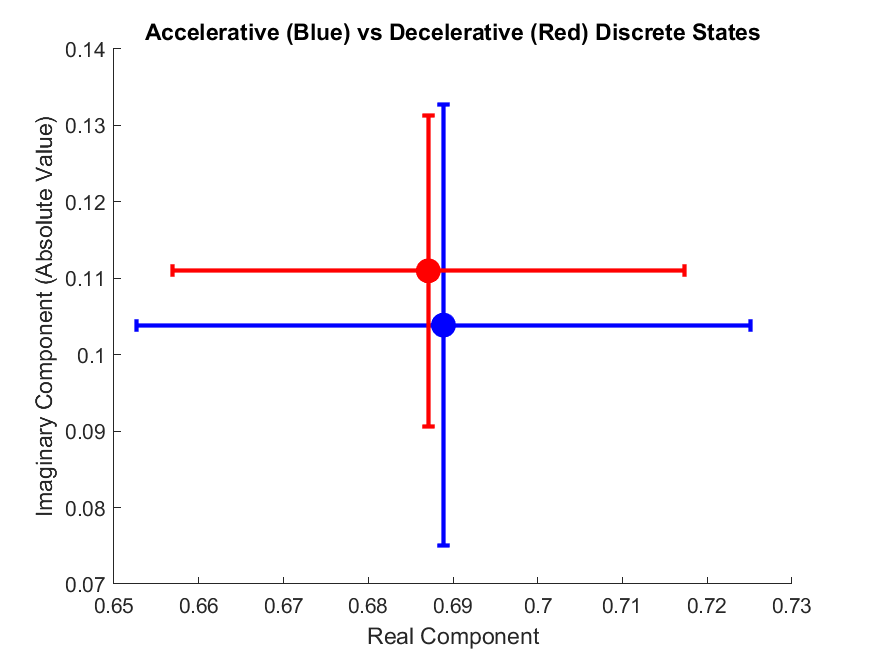 Accelerative (Blue) vs Decelerative (Red) Discrete States
0.14
0.13
0.12
0.11
0.1
0.09
0.08
0.07
Imaginary Component (Absolute Value)
0.65 0.66 0.67 0.68 0.69 0.7 0.71 0.72 0.73
Real Component